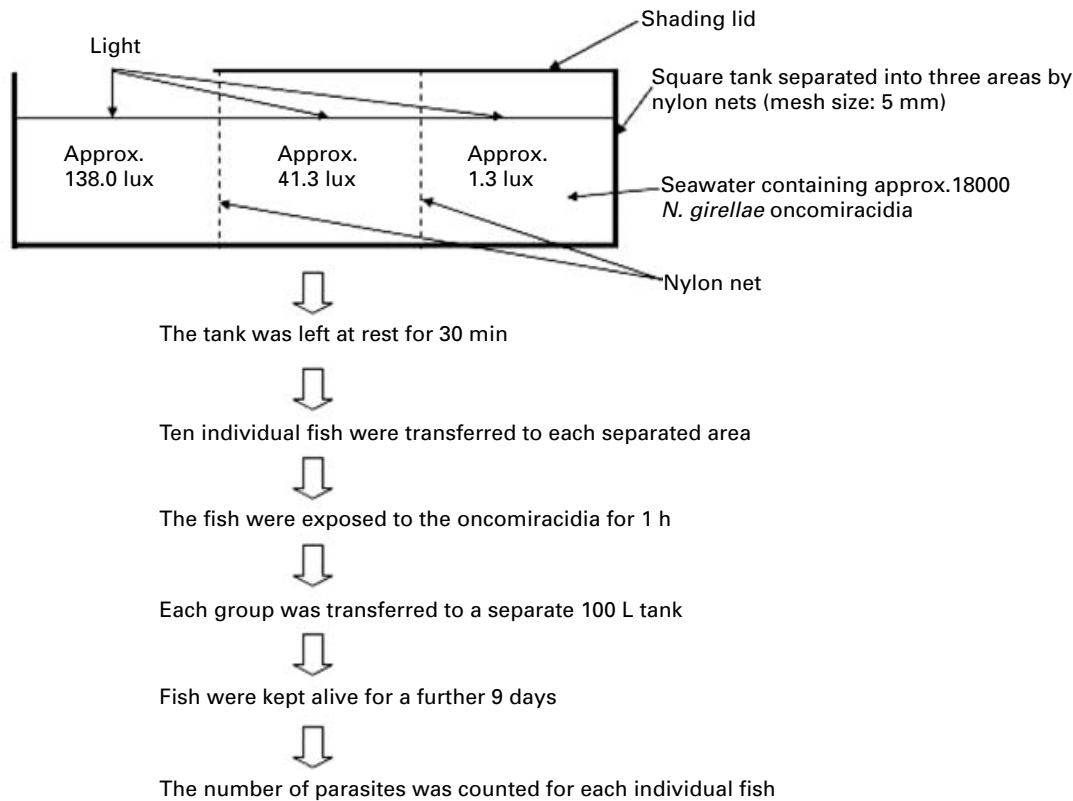 Shading lid
Light
Square tank separated into three areas by
nylon nets (mesh size: 5 mm)
Approx.
138.0 lux
Approx.
41.3 lux
Approx.
1.3 lux
Seawater containing approx.18000
N. girellae oncomiracidia
Nylon net
The tank was left at rest for 30 min
Ten individual fish were transferred to each separated area
The fish were exposed to the oncomiracidia for 1 h
Each group was transferred to a separate 100 L tank
Fish were kept alive for a further 9 days
The number of parasites was counted for each individual fish